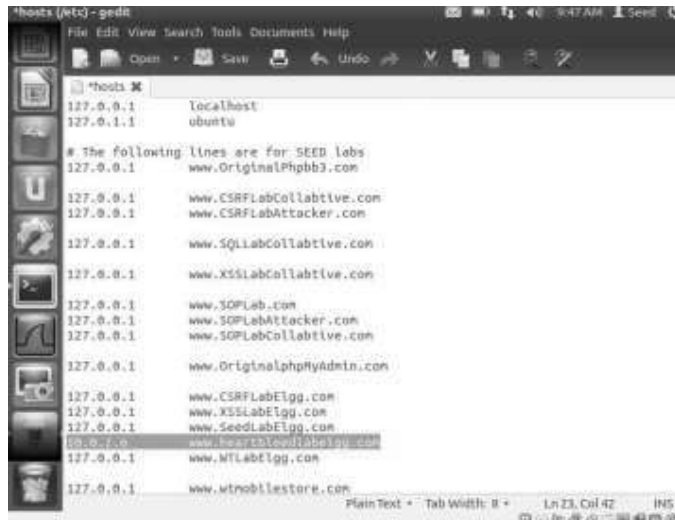 *hosts (/etc) - gedit
9:47 AM Seed
File Edit View Search Tools Documents Help
Open Save Undo
*hosts
127.0.0.1 localhost
127.0.1.1 ubuntu
# The following lines are for SEED labs
127.0.0.1 www.OriginalPhpbb3.com
127.0.0.1 www.CSRFLabCollabtive.com
127.0.0.1 www.CSRFLabAttacker.com
127.0.0.1 www.SQLLabCollabtive.com
127.0.0.1 www.XSSLabCollabtive.com
127.0.0.1 www.SOPLab.com
127.0.0.1 www.SOPLabAttacker.com
127.0.0.1 www.SOPLabCollabtive.com
127.0.0.1 www.OriginalphpMyAdmin.com
127.0.0.1 www.CSRFLabElgg.com
127.0.0.1 www.XSSLabElgg.com
127.0.0.1 www.SeedLabElgg.com
www.heartbleedlabelgg.com
127.0.0.1 www.WTLabElgg.com
127.0.0.1 www.wtmobilestore.com
Plain Text Tab Width: 8 Ln 23, Col 42 INS